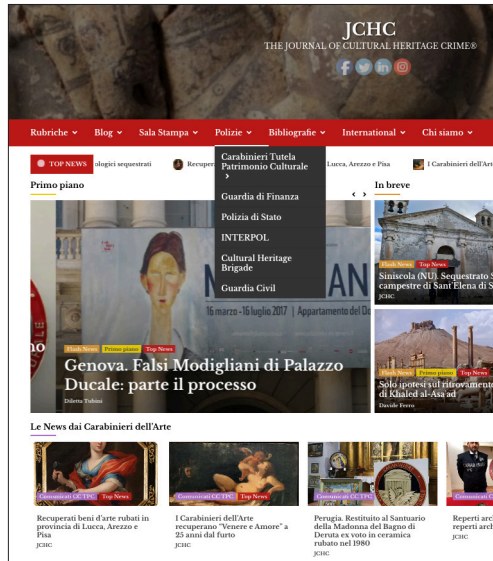 JCHC
THE JOURNAL OF CULTURAL HERITAGE CRIME®
Rubriche
Blog
Sala Stampa
Polizie
Bibliografie
International
Chi siamo
Carabinieri Tutela
Patrimonio Culturale
Guardia di Finanza
Polizia di Stato
INTERPOL
Cultural Heritage
Brigade
Guardia Civil
TOP NEWS
ologici sequestrati
Recuper
Lucca, Arezzo e Pisa
I Carabinieri dell'Arte
Primo piano
In breve
16 marzo - 16 luglio 2017 | Appartamento del Do
Flash News
Primo piano
Top News
Genova. Falsi Modigliani di Palazzo
Ducale: parte il processo
Diletta Tubini
Flash News
Top News
Siniscola (NU). Sequestrato S
campestre di Sant'Elena di S
JCHC
Flash News
Primo piano
Top News
Solo ipotesi sul ritrovamento
di Khaled al-Asa'ad
Davide Ferro
Le News dai Carabinieri dell'Arte
Comunicati CC TPC
Top News
Recuperati beni d'arte rubati in
provincia di Lucca, Arezzo e
Pisa
JCHC
Comunicati CC TPC
Top News
I Carabinieri dell'Arte
recuperano "Venere e Amore" a
25 anni dal furto
JCHC
Comunicati CC TPC
Perugia. Restituito al Santuario
della Madonna del Bagno di
Deruta ex voto in ceramica
rubato nel 1980
JCHC
Comunicati C
Reperti arc
reperti arch
JCHC